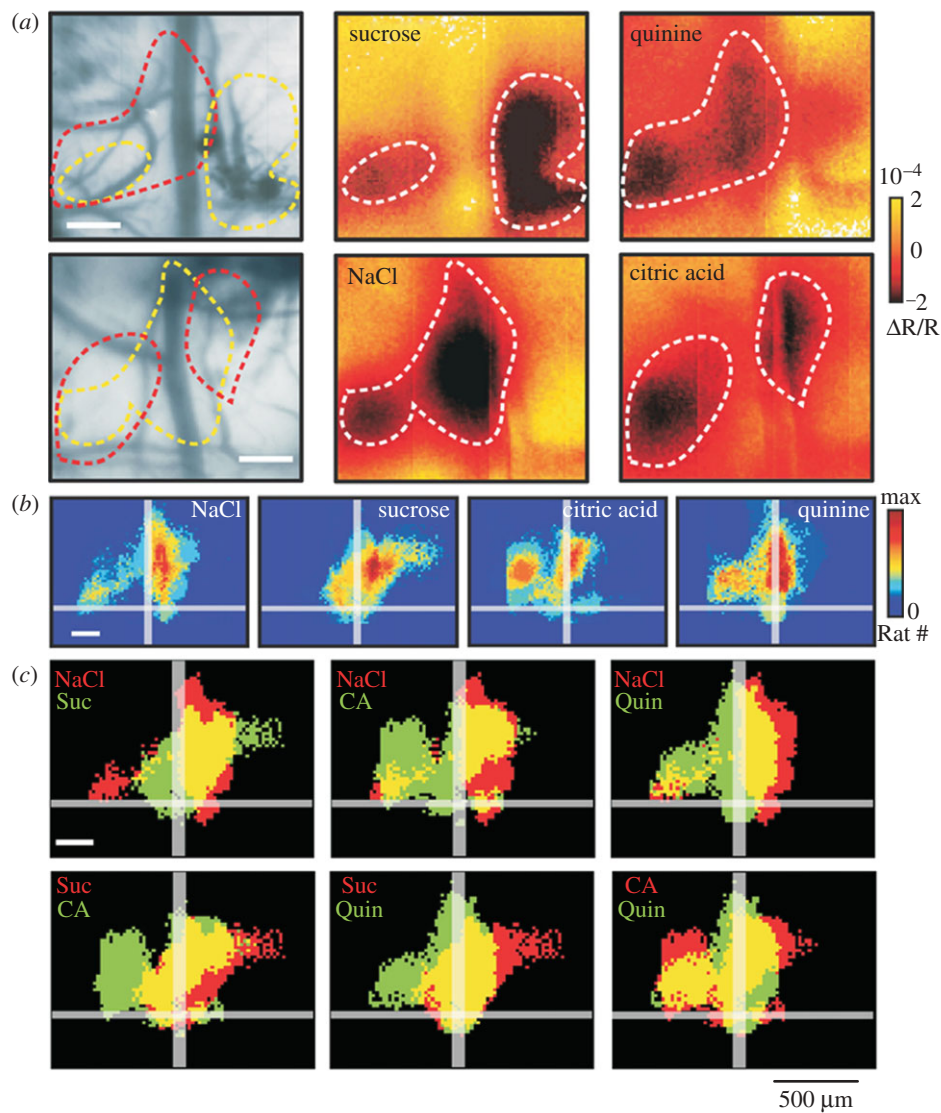 (a)
sucrose
quinine
10⁻⁴
2
0
−2
ΔR/R
NaCl
citric acid
(b)
NaCl
sucrose
citric acid
quinine
max
0
Rat #
(c)
NaCl
Suc
NaCl
CA
NaCl
Quin
Suc
CA
Suc
Quin
CA
Quin
500 μm